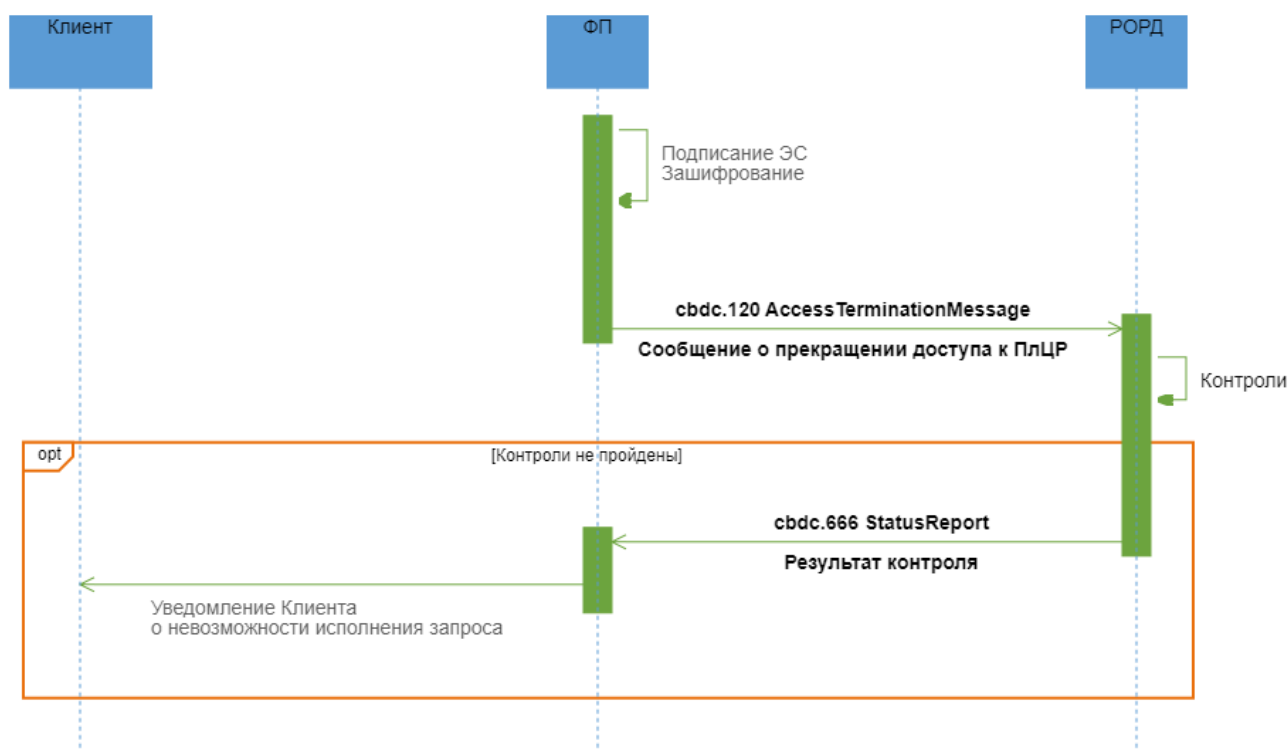 Клиент
ФП
РОРД
Подписание ЭС
Зашифрование
cbdc.120 AccessTerminationMessage
Сообщение о прекращении доступа к ПлЦР
Контроли
opt
[Контроли не пройдены]
cbdc.666 StatusReport
Результат контроля
Уведомление Клиента
о невозможности исполнения запроса